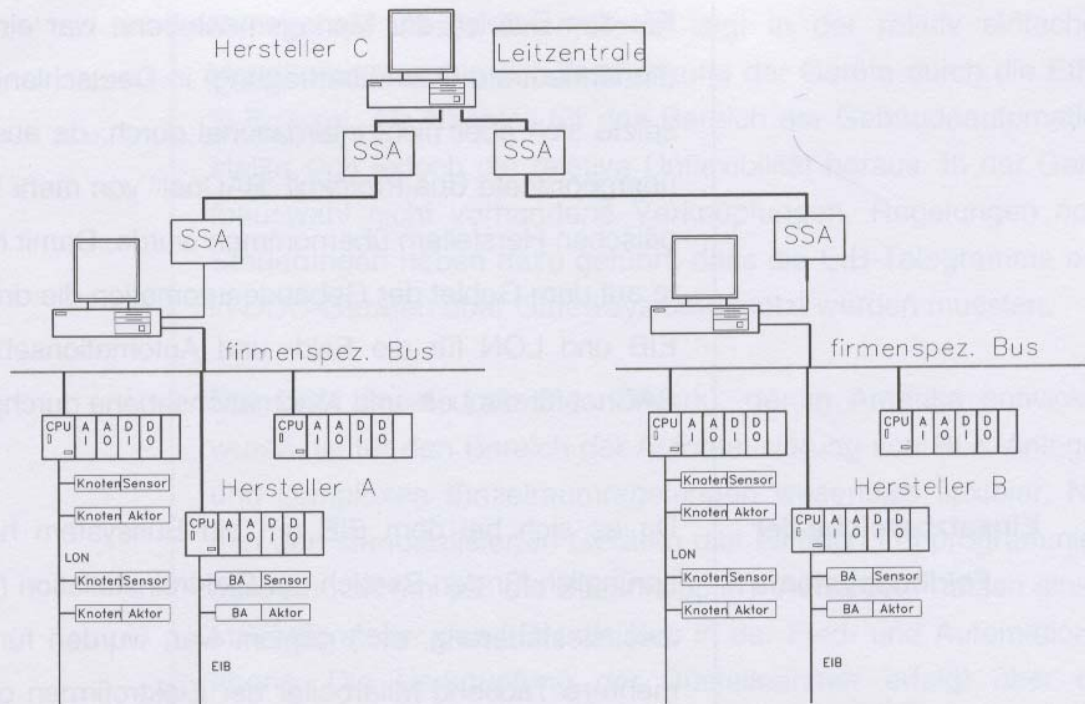 Hersteller C
Leitzentrale
SSA
SSA
SSA
SSA
firmenspez. Bus
firmenspez. Bus
CPU A A D D
I O I O
CPU A A D D
I O I O
CPU A A D D
I O I O
CPU A A D D
I O I O
Knoten Sensor
Knoten Aktor
Hersteller A
CPU A A D D
I O I O
LON
Knoten Sensor
Knoten Aktor
BA Sensor
BA Aktor
EIB
Knoten Sensor
Knoten Aktor
Hersteller B
CPU A A D D
I O I O
LON
Knoten Sensor
Knoten Aktor
BA Sensor
BA Aktor
EIB